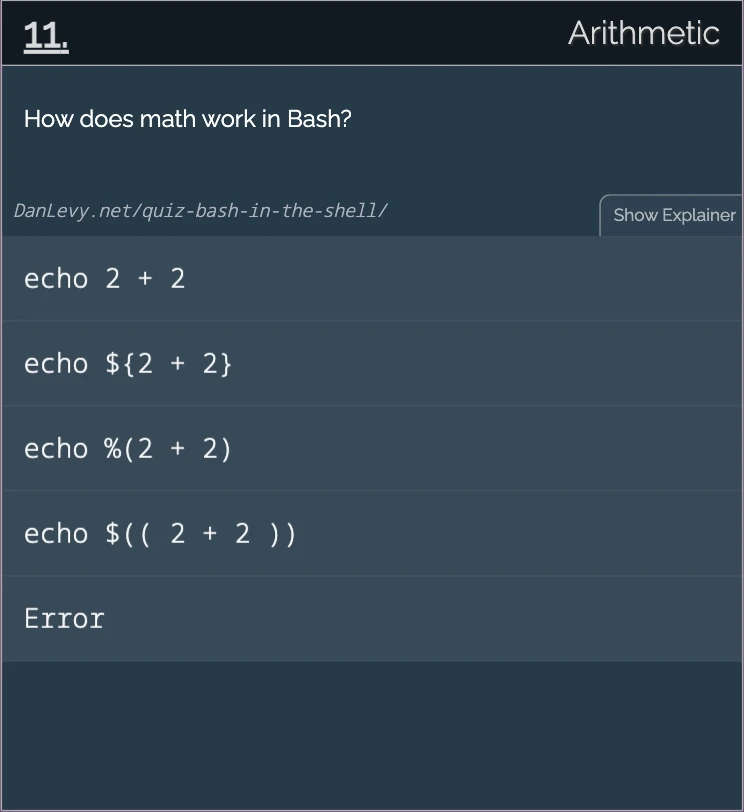 11.
Arithmetic
How does math work in Bash?
DanLevy.net/quiz-bash-in-the-shell/
Show Explainer
echo 2 + 2
echo ${2 + 2}
echo %(2 + 2)
echo $(( 2 + 2 ))
Error